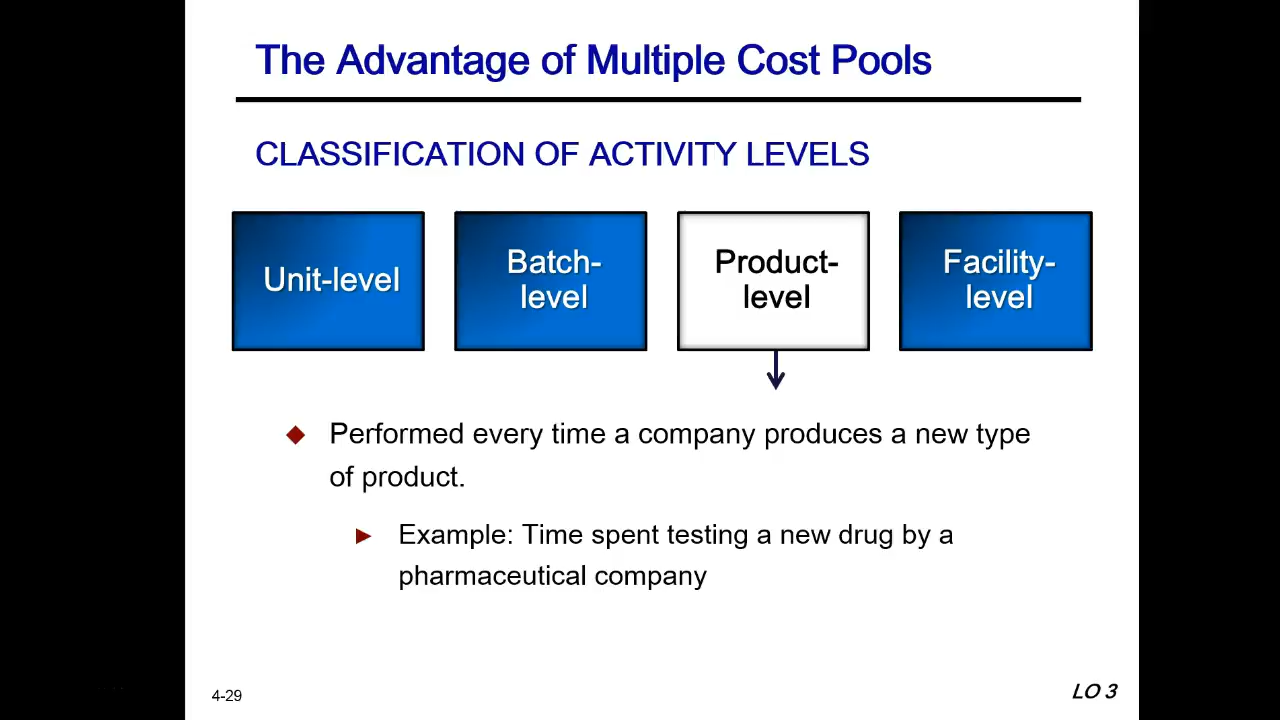 The Advantage of Multiple Cost Pools
CLASSIFICATION OF ACTIVITY LEVELS
Unit-level
Batch-
level
Product-
level
Facility-
level
Performed every time a company produces a new type
of product.
Example: Time spent testing a new drug by a
pharmaceutical company
4-29
LO 3